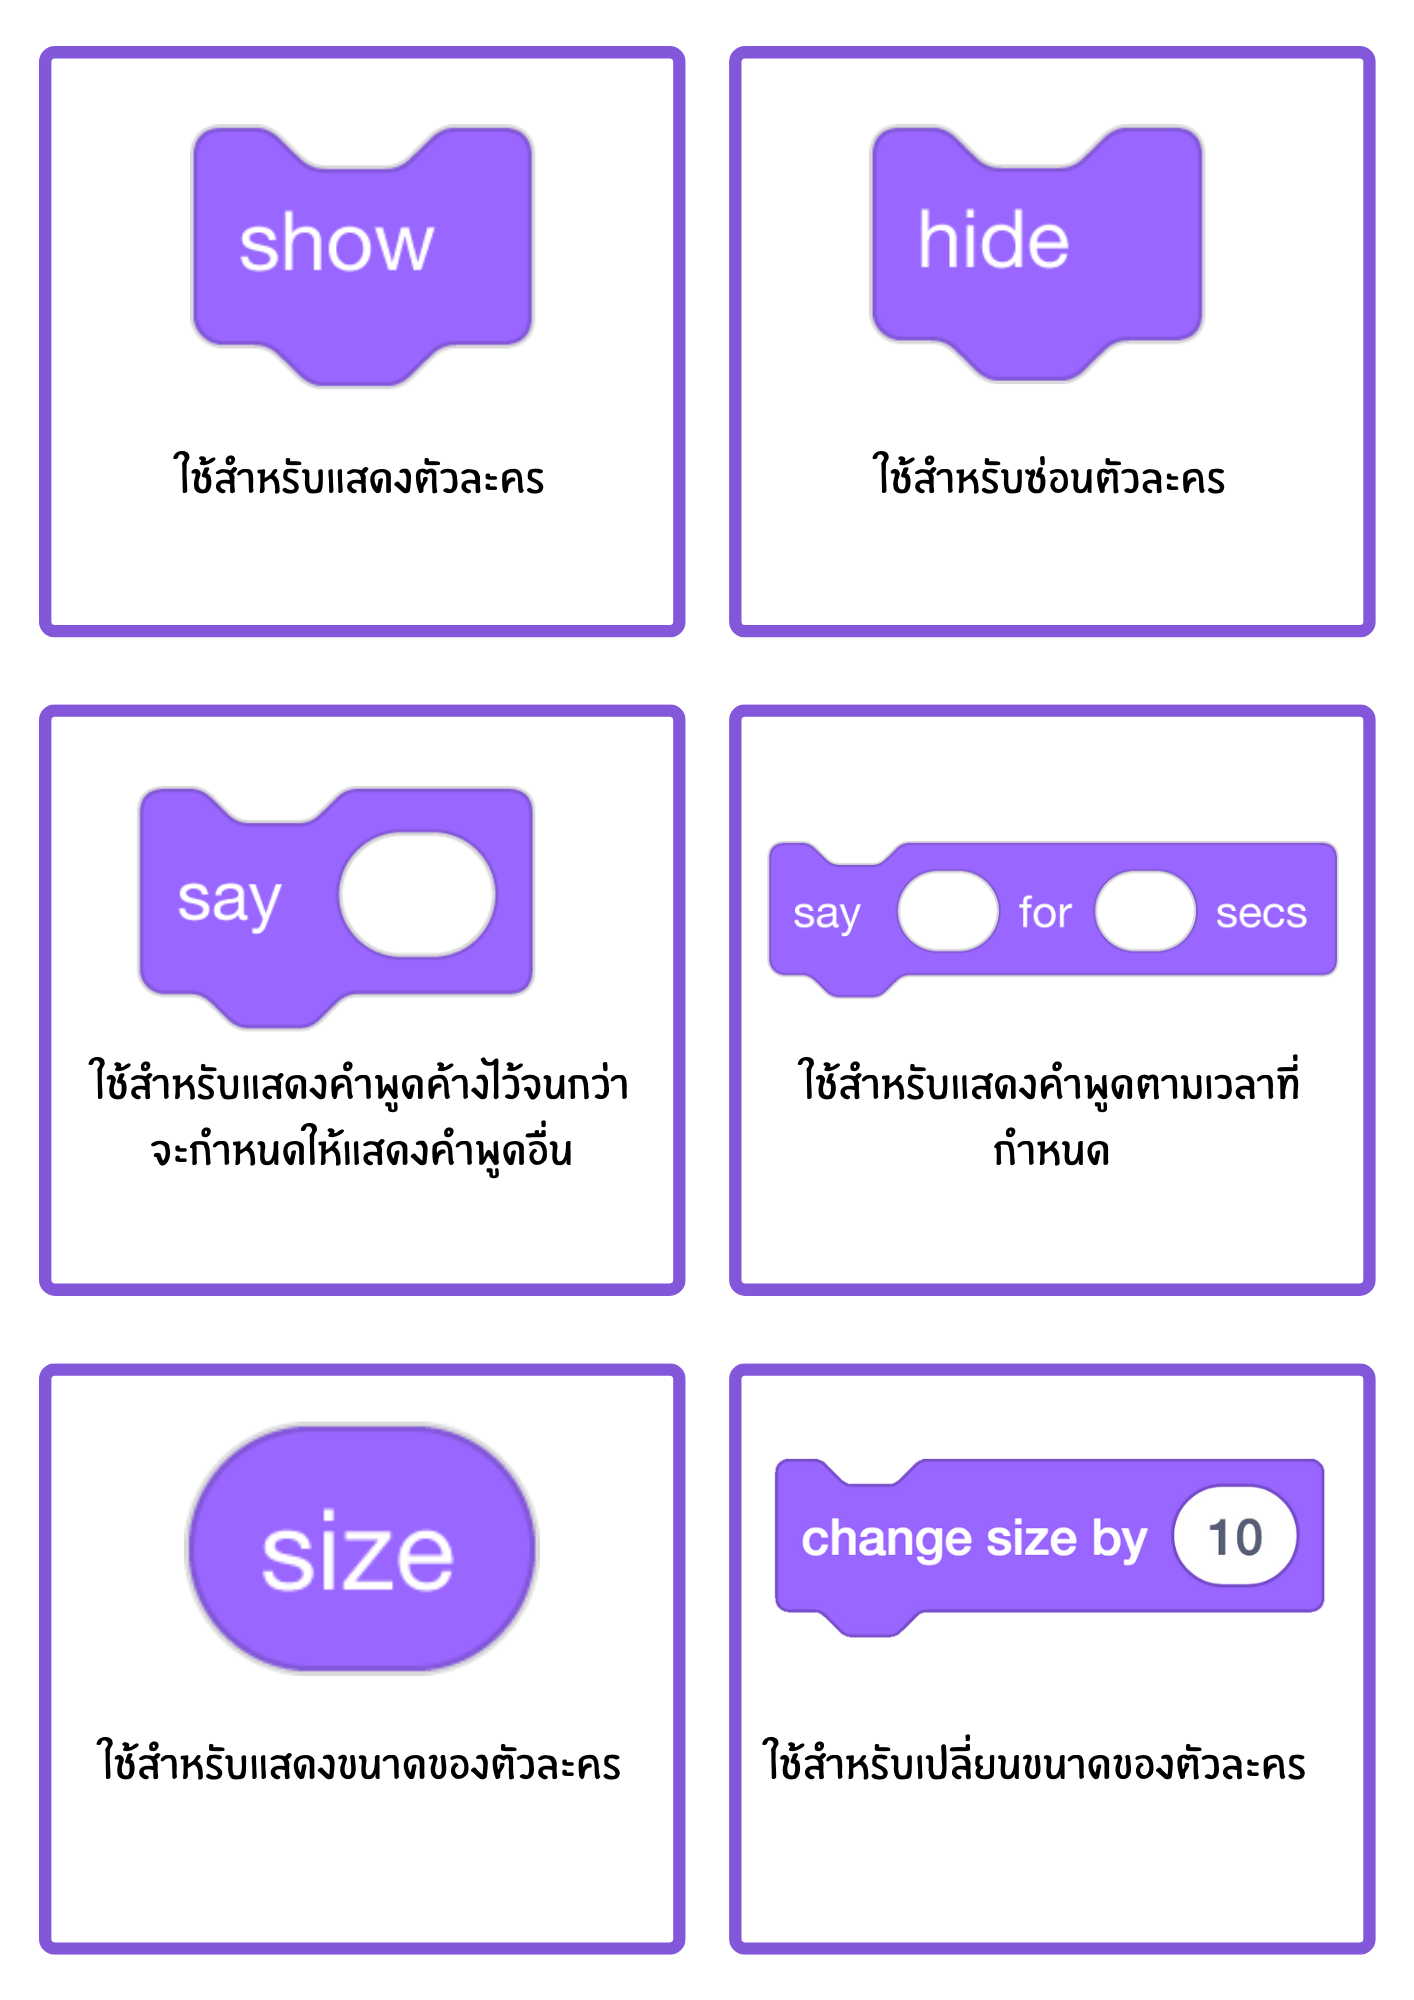 show
ใช้สำหรับแสดงตัวละคร
hide
ใช้สำหรับซ่อนตัวละคร
say
ใช้สำหรับแสดงคำพูดค้างไว้จนกว่า
จะกำหนดให้แสดงคำพูดอื่น
say for secs
ใช้สำหรับแสดงคำพูดตามเวลาที่
กำหนด
size
ใช้สำหรับแสดงขนาดของตัวละคร
change size by 10
ใช้สำหรับเปลี่ยนขนาดของตัวละคร